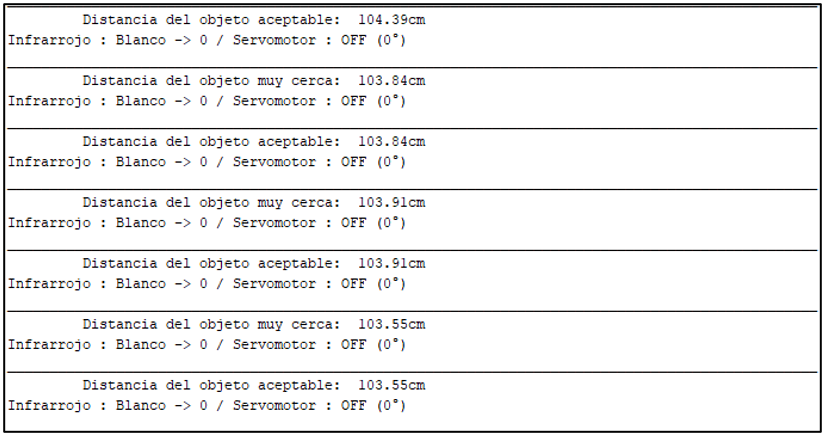 Distancia del objeto aceptable:  104.39cm
Infrarrojo : Blanco -> 0 / Servomotor : OFF (0°)
Distancia del objeto muy cerca:  103.84cm
Infrarrojo : Blanco -> 0 / Servomotor : OFF (0°)
Distancia del objeto aceptable:  103.84cm
Infrarrojo : Blanco -> 0 / Servomotor : OFF (0°)
Distancia del objeto muy cerca:  103.91cm
Infrarrojo : Blanco -> 0 / Servomotor : OFF (0°)
Distancia del objeto aceptable:  103.91cm
Infrarrojo : Blanco -> 0 / Servomotor : OFF (0°)
Distancia del objeto muy cerca:  103.55cm
Infrarrojo : Blanco -> 0 / Servomotor : OFF (0°)
Distancia del objeto aceptable:  103.55cm
Infrarrojo : Blanco -> 0 / Servomotor : OFF (0°)